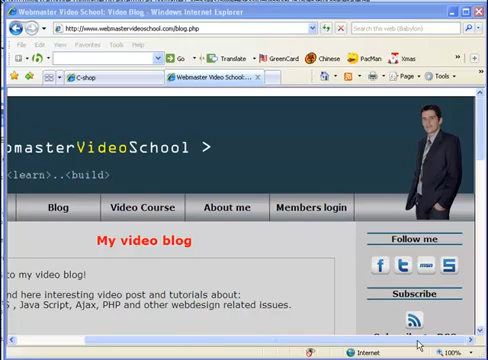 Webmaster Video School: Video Blog - Windows Internet Explorer
http://www.webmastervideoschool.com/blog.php
Search the web (Babylon)
File Edit View Favorites Tools Help
Go Translate GreenCard Chinese PacMan Xmas
C-shop
Webmaster Video School:...
Page Tools
bmasterVideoSchool >
<learn>..<build>
Blog Video Course About me Members login
My video blog
Follow me
to my video blog!
nd here interesting video post and tutorials about:
S , Java Script, AJax, PHP and other webdesign related issues.
Subscribe
Internet
100%